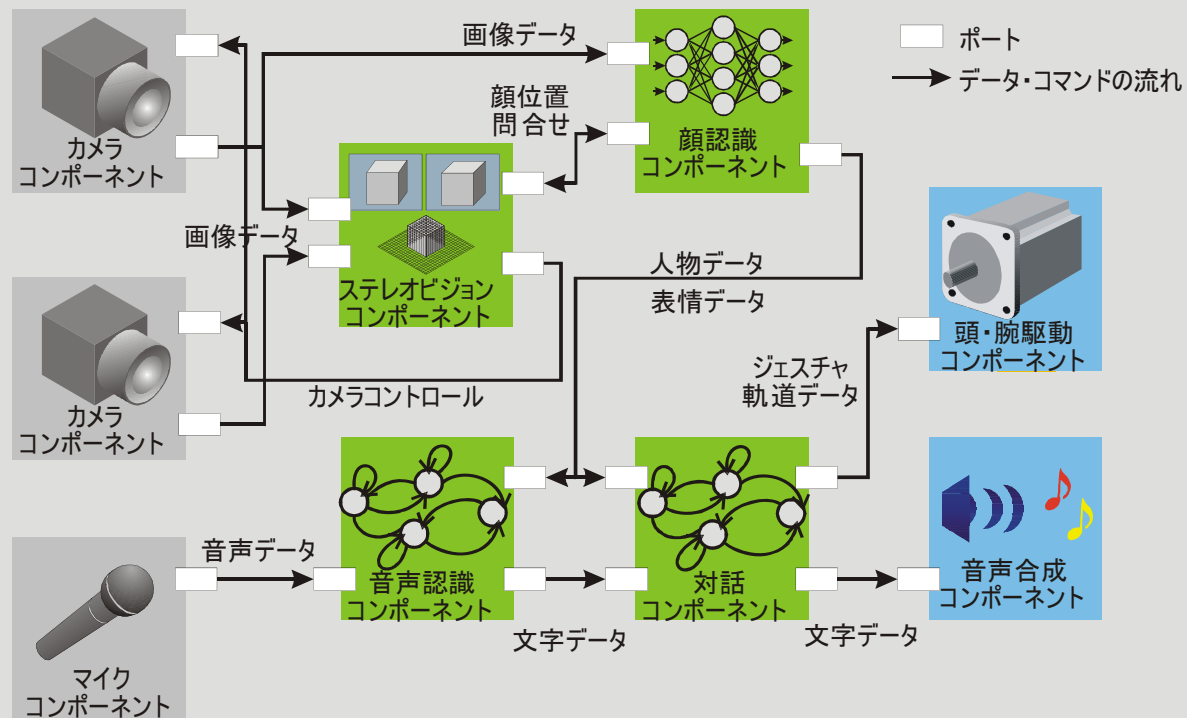 画像データ
ポート
データ・コマンドの流れ
顔位置
問合せ
カメラ
コンポーネント
顔認識
コンポーネント
画像データ
ステレオビジョン
コンポーネント
人物データ
表情データ
頭・腕駆動
コンポーネント
カメラ
コンポーネント
カメラコントロール
ジェスチャ
軌道データ
音声データ
音声認識
コンポーネント
対話
コンポーネント
音声合成
コンポーネント
文字データ
文字データ
マイク
コンポーネント